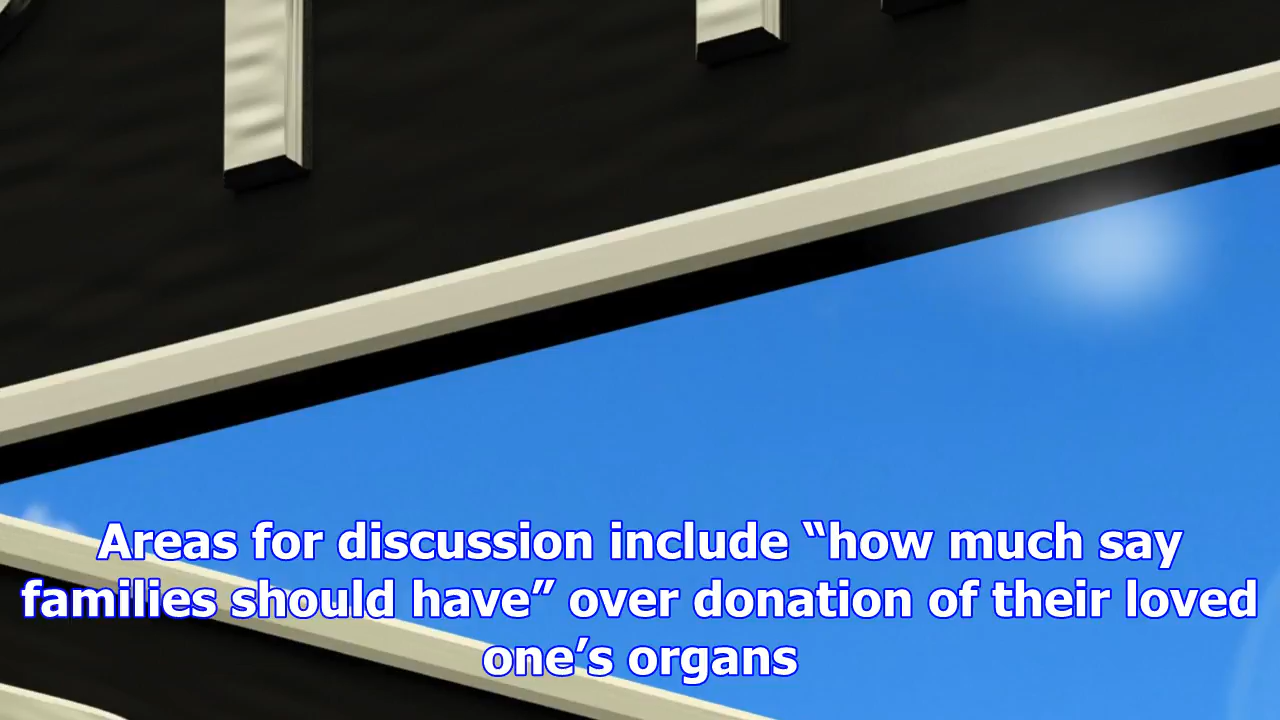 Areas for discussion include “how much say
families should have” over donation of their loved
one’s organs